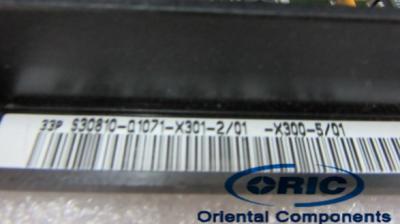 33P S30810-Q1071-X301-2/01 -X300-5/01
ORIC
Oriental Components